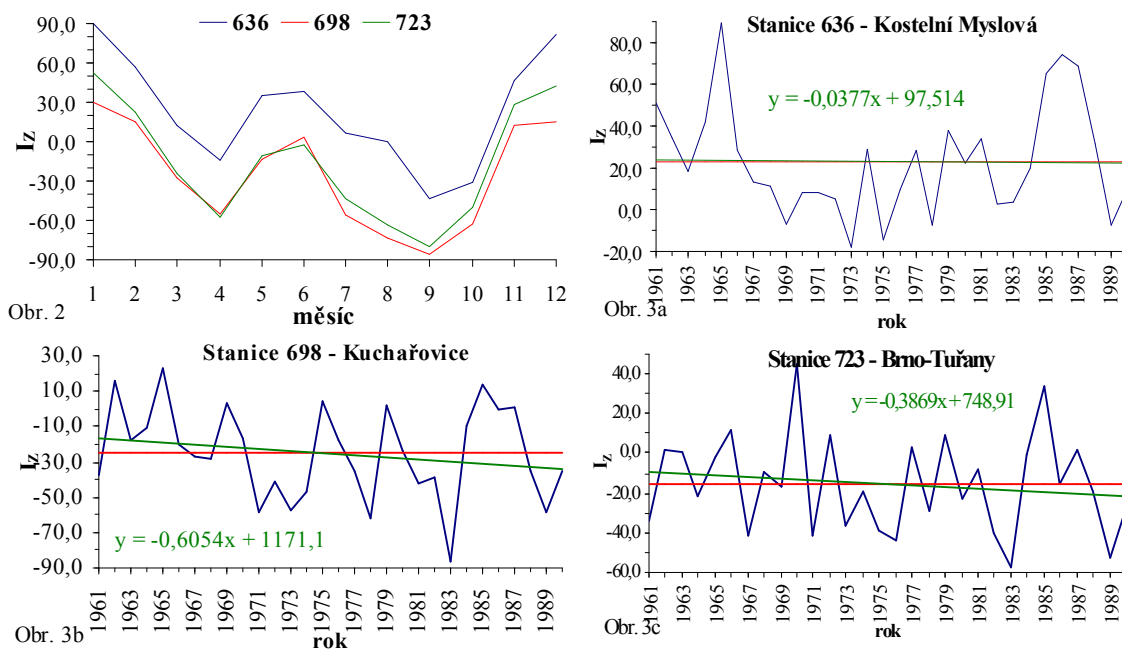 636 698 723
90,0
60,0
30,0
0,0
-30,0
-60,0
-90,0
Iz
1 2 3 4 5 6 7 8 9 10 11 12
měsíc
Obr. 2
Stanice 636 - Kostelní Myslová
y = -0,0377x + 97,514
80,0
60,0
40,0
20,0
0,0
-20,0
Iz
1961 1963 1965 1967 1969 1971 1973 1975 1977 1979 1981 1983 1985 1987 1989
rok
Obr. 3a
Stanice 698 - Kuchařovice
30,0
10,0
-10,0
-30,0
-50,0
-70,0
-90,0
Iz
y = -0,6054x + 1171,1
1961 1963 1965 1967 1969 1971 1973 1975 1977 1979 1981 1983 1985 1987 1989
rok
Obr. 3b
Stanice 723 - Brno-Tuřany
y = -0,3869x + 748,91
40,0
20,0
0,0
-20,0
-40,0
-60,0
Iz
1961 1963 1965 1967 1969 1971 1973 1975 1977 1979 1981 1983 1985 1987 1989
rok
Obr. 3c